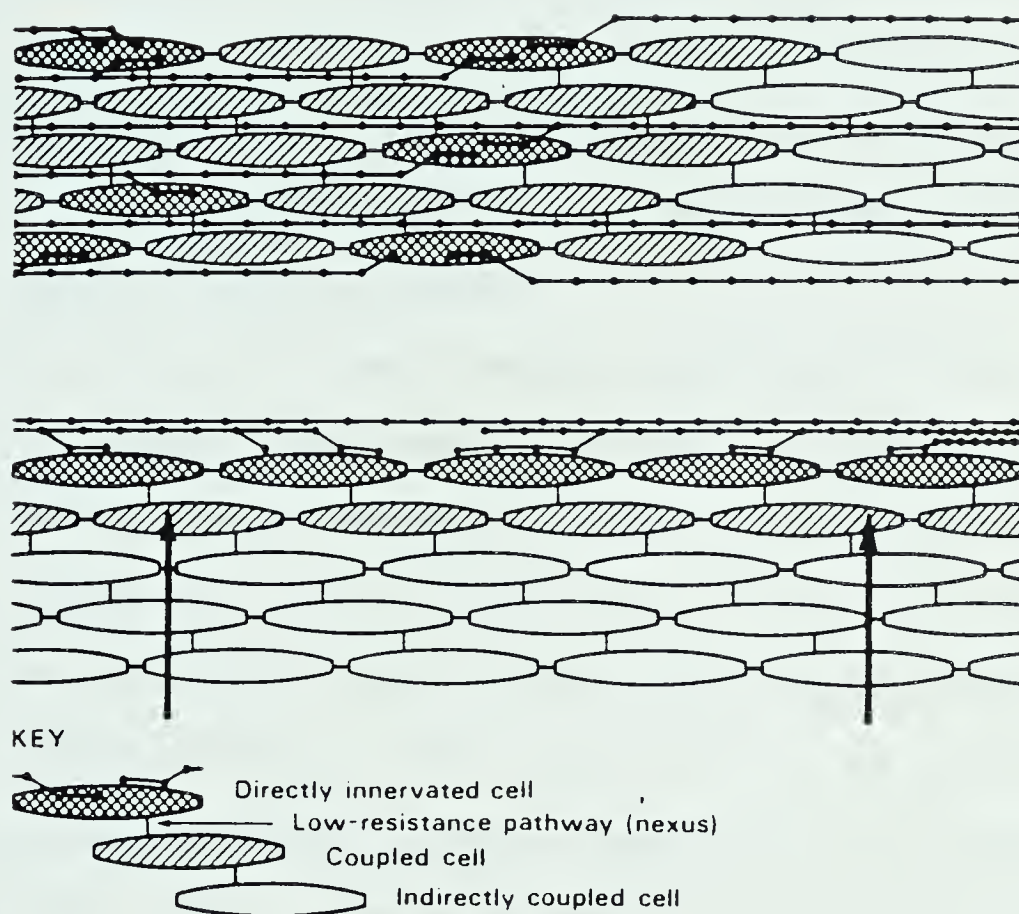 KEY
Directly innervated cell
Low-resistance pathway (nexus)
Coupled cell
Indirectly coupled cell